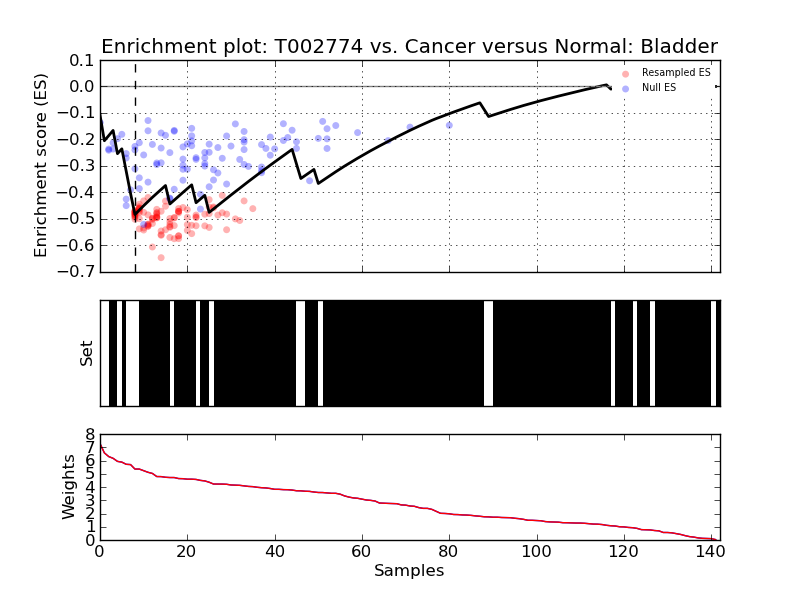 Enrichment plot: T002774 vs. Cancer versus Normal: Bladder
Enrichment score (ES)
0.1
0.0
−0.1
−0.2
−0.3
−0.4
−0.5
−0.6
−0.7
Resampled ES
Null ES
Set
Weights
8
7
6
5
4
3
2
1
0
0 20 40 60 80 100 120 140
Samples